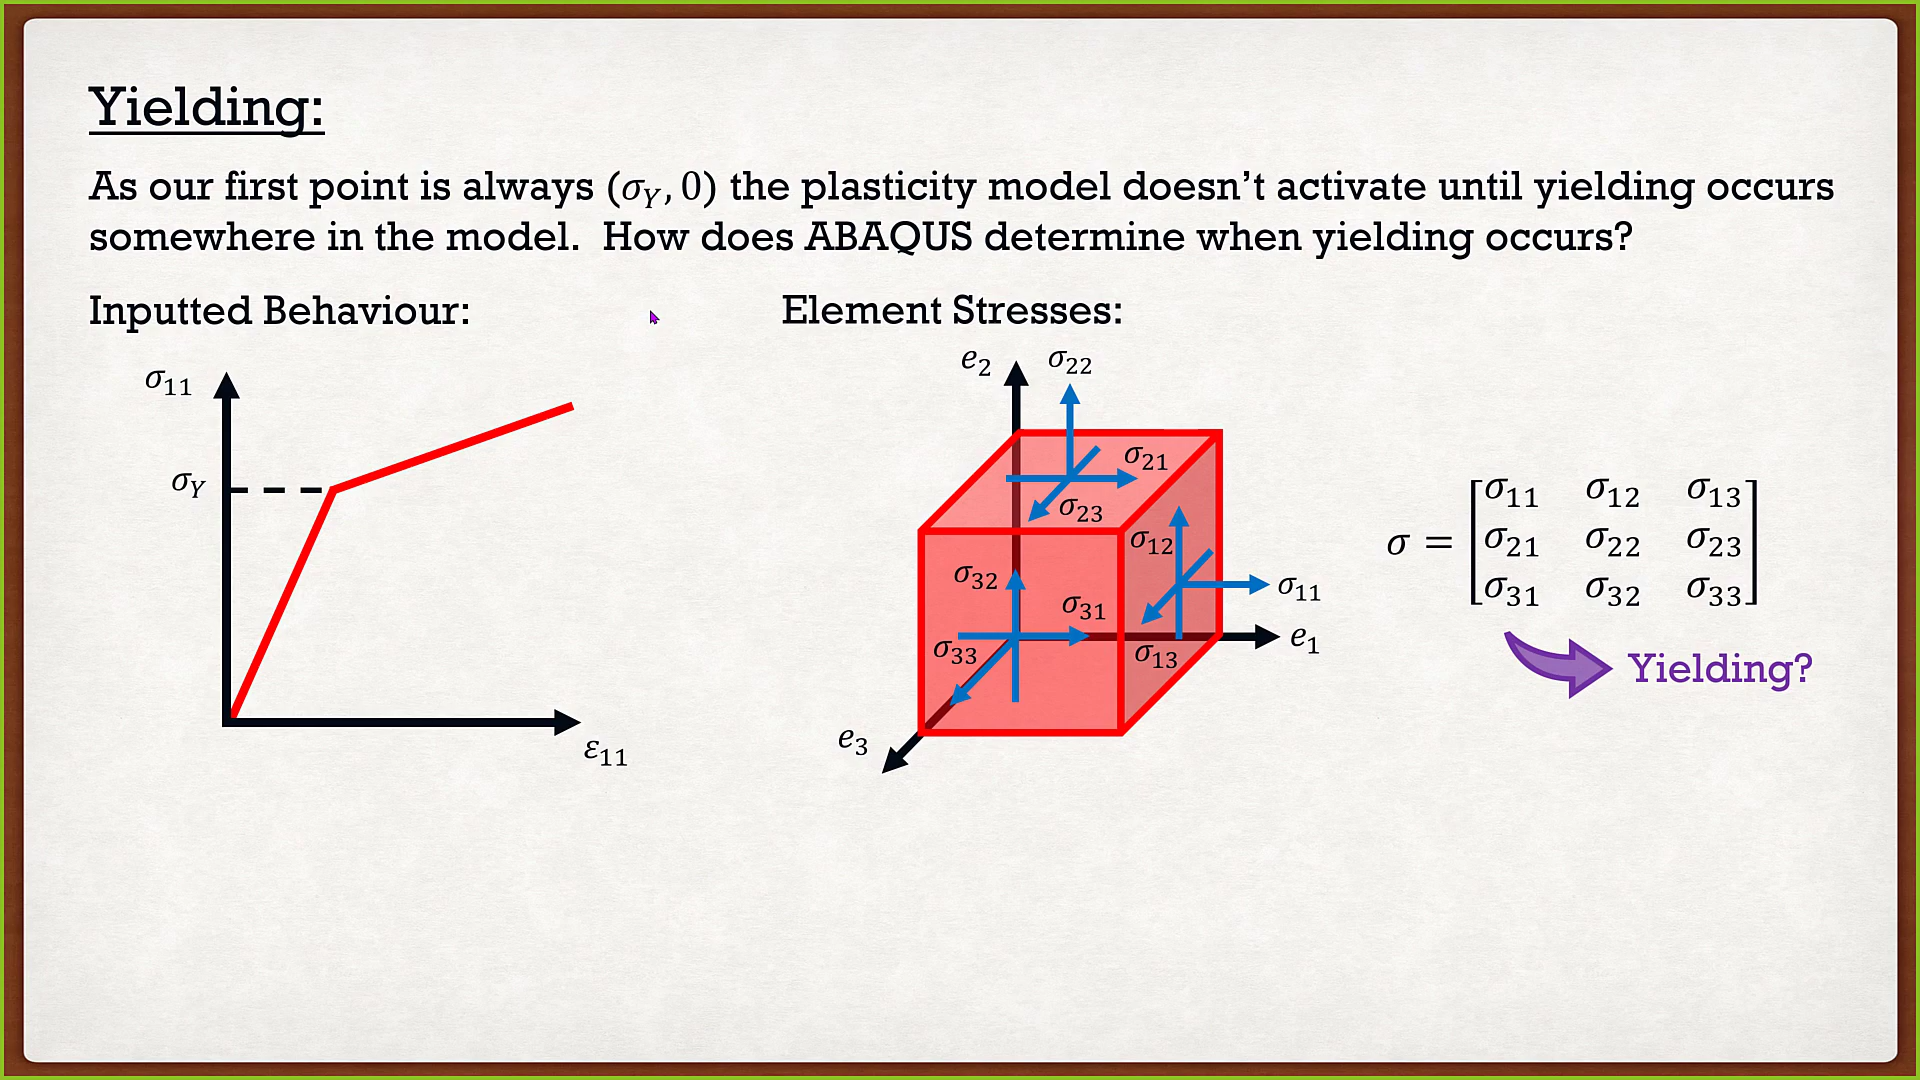 Yielding:
As our first point is always (σ_Y, 0) the plasticity model doesn’t activate until yielding occurs
somewhere in the model.  How does ABAQUS determine when yielding occurs?
Inputted Behaviour:
σ₁₁
σ_Y
ε₁₁
Element Stresses:
e₂
σ₂₂
σ₂₁
σ₂₃
σ₁₂
σ₃₂
σ₁₁
σ₃₁
e₁
σ₃₃
σ₁₃
e₃
σ = [σ₁₁ σ₁₂ σ₁₃
σ₂₁ σ₂₂ σ₂₃
σ₃₁ σ₃₂ σ₃₃]
Yielding?